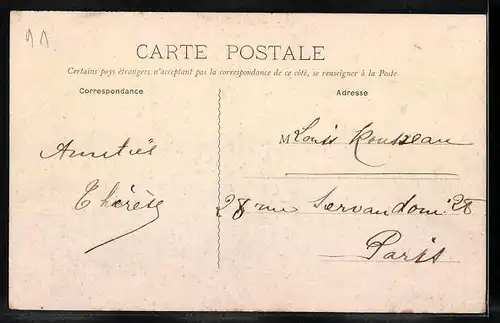 91
CARTE POSTALE
Certains pays étrangers n'acceptant pas la correspondance de ce côté, se renseigner à la Poste
Correspondance
Amitiés
Thérèse
Adresse
M Louis Rousseau
28 rue Servandoni 28
Paris